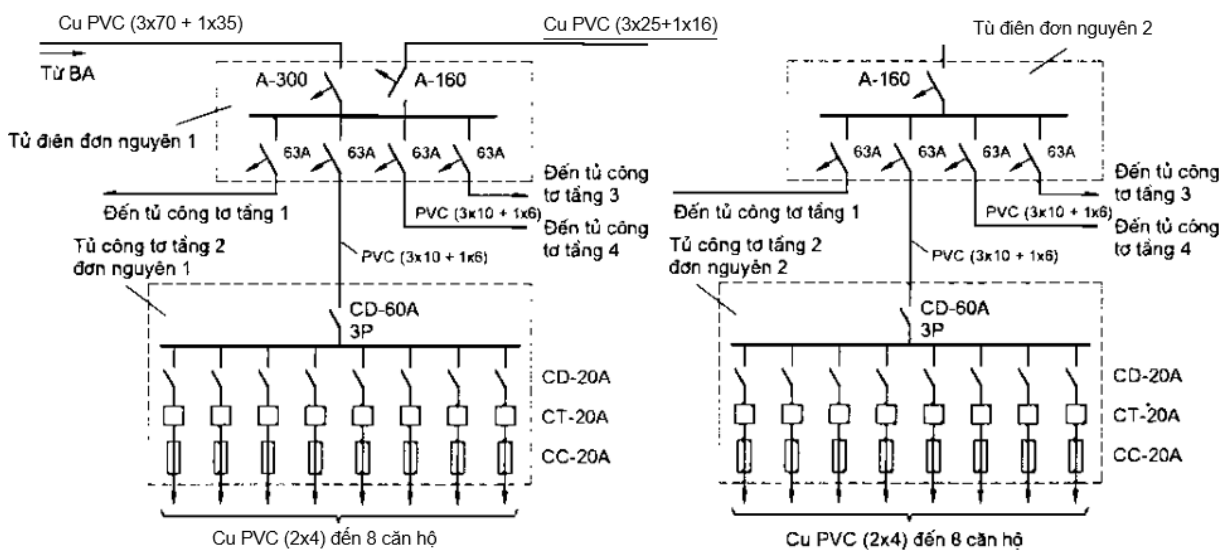 Cu PVC (3x70 + 1x35)
Cu PVC (3x25+1x16)
Từ BA
A-300
A-160
Tủ điên đơn nguyên 1
63A
63A
63A
63A
Đến tủ công
tơ tầng 3
Đến tủ công tơ tầng 1
PVC (3x10 + 1x6)
Đến tủ công
tơ tầng 4
Tủ công tơ tầng 2
đơn nguyên 1
PVC (3x10 + 1x6)
CD-60A
3P
CD-20A
CT-20A
CC-20A
Cu PVC (2x4) đến 8 căn hộ
Tù điên đơn nguyên 2
A-160
63A
63A
63A
63A
Đến tủ công
tơ tầng 3
Đến tủ công tơ tầng 1
PVC (3x10 + 1x6)
Đến tủ công
tơ tầng 4
Tủ công tơ tầng 2
đơn nguyên 2
PVC (3x10 + 1x6)
CD-60A
3P
CD-20A
CT-20A
CC-20A
Cu PVC (2x4) đến 8 căn hộ